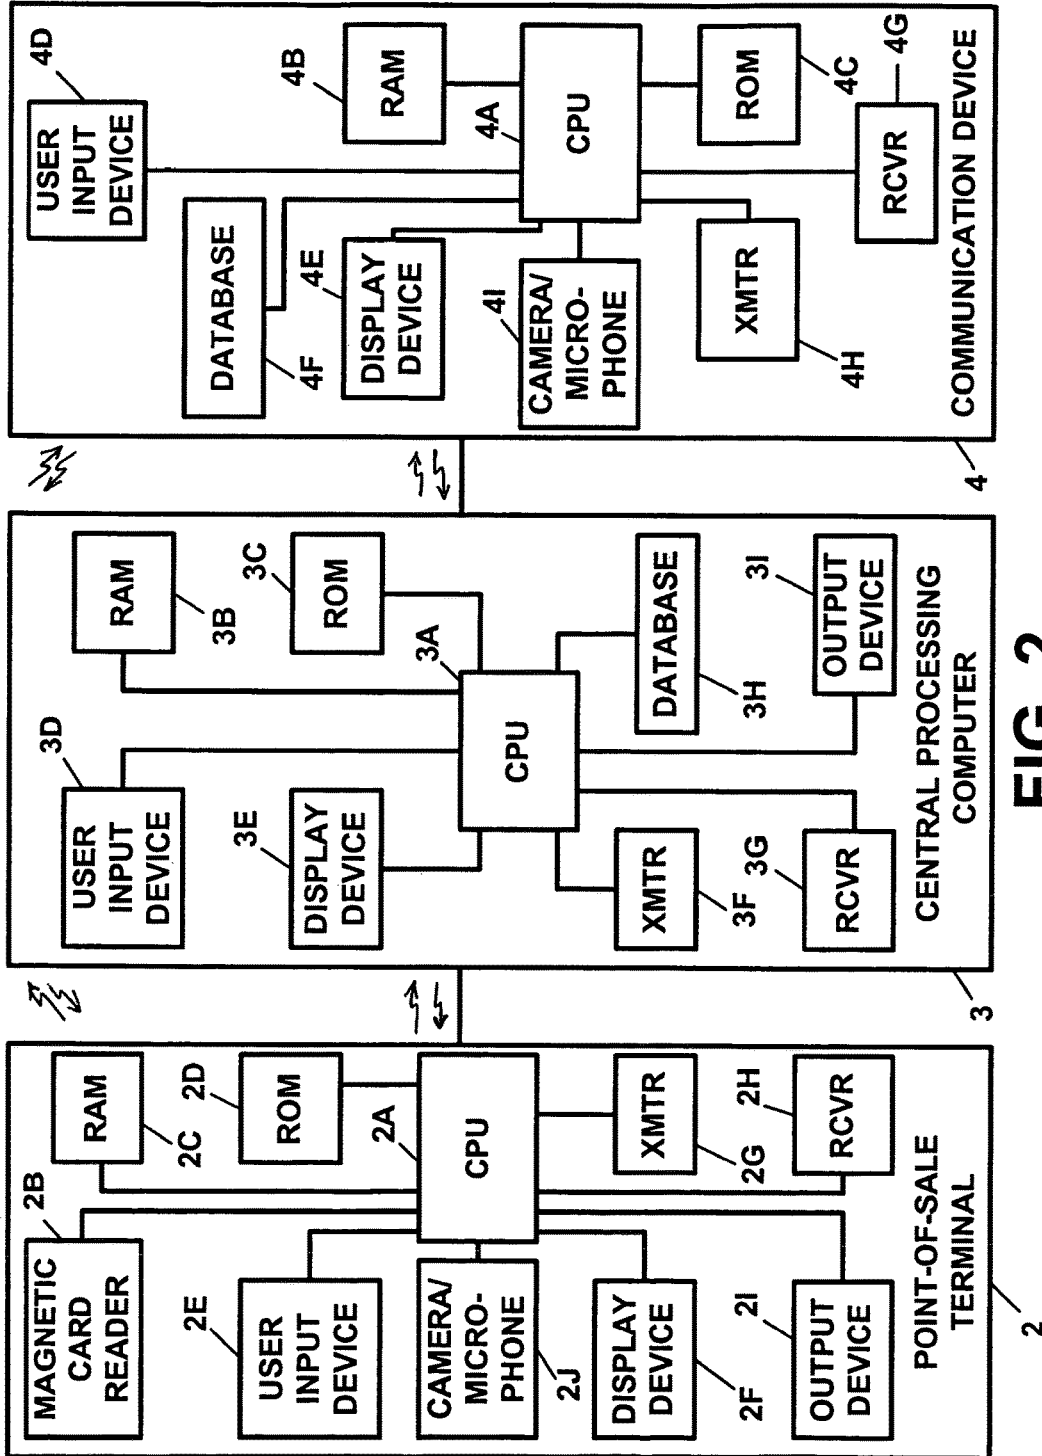 MAGNETIC
CARD
READER
2B
RAM
2C
2E
USER
INPUT
DEVICE
2D
ROM
2A
CPU
CAMERA/
MICRO-
PHONE
2J
DISPLAY
DEVICE
2F
XMTR
2G
2I
OUTPUT
DEVICE
2H
RCVR
POINT-OF-SALE
TERMINAL
2
3D
USER
INPUT
DEVICE
RAM
3B
3E
DISPLAY
DEVICE
3C
ROM
3A
CPU
XMTR
3F
DATABASE
3H
3G
RCVR
3I
OUTPUT
DEVICE
CENTRAL PROCESSING
COMPUTER
3
4D
USER
INPUT
DEVICE
DATABASE
4F
4E
DISPLAY
DEVICE
4B
RAM
4I
CAMERA/
MICRO-
PHONE
4A
CPU
XMTR
4H
ROM
4C
4G
RCVR
COMMUNICATION DEVICE
4
FIG. 2